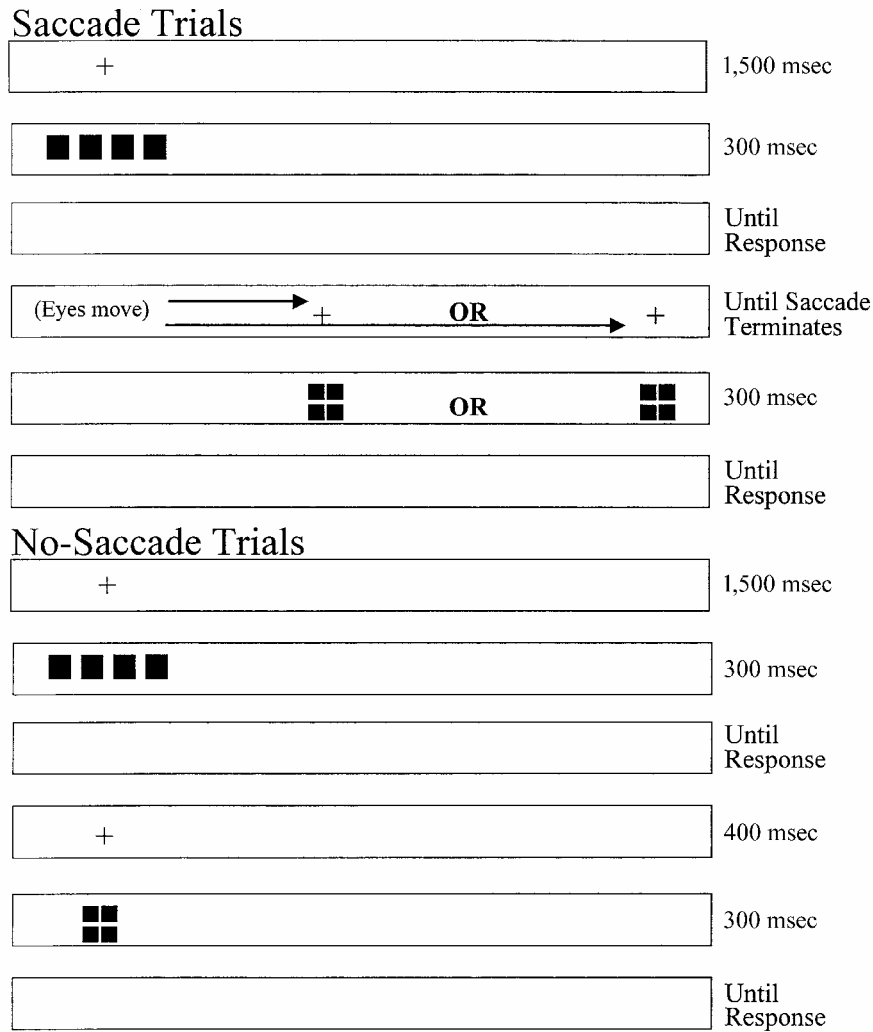 Saccade Trials
+
1,500 msec
300 msec
Until
Response
(Eyes move) + OR +
Until Saccade
Terminates
OR
300 msec
Until
Response
No-Saccade Trials
+
1,500 msec
300 msec
Until
Response
+
400 msec
300 msec
Until
Response